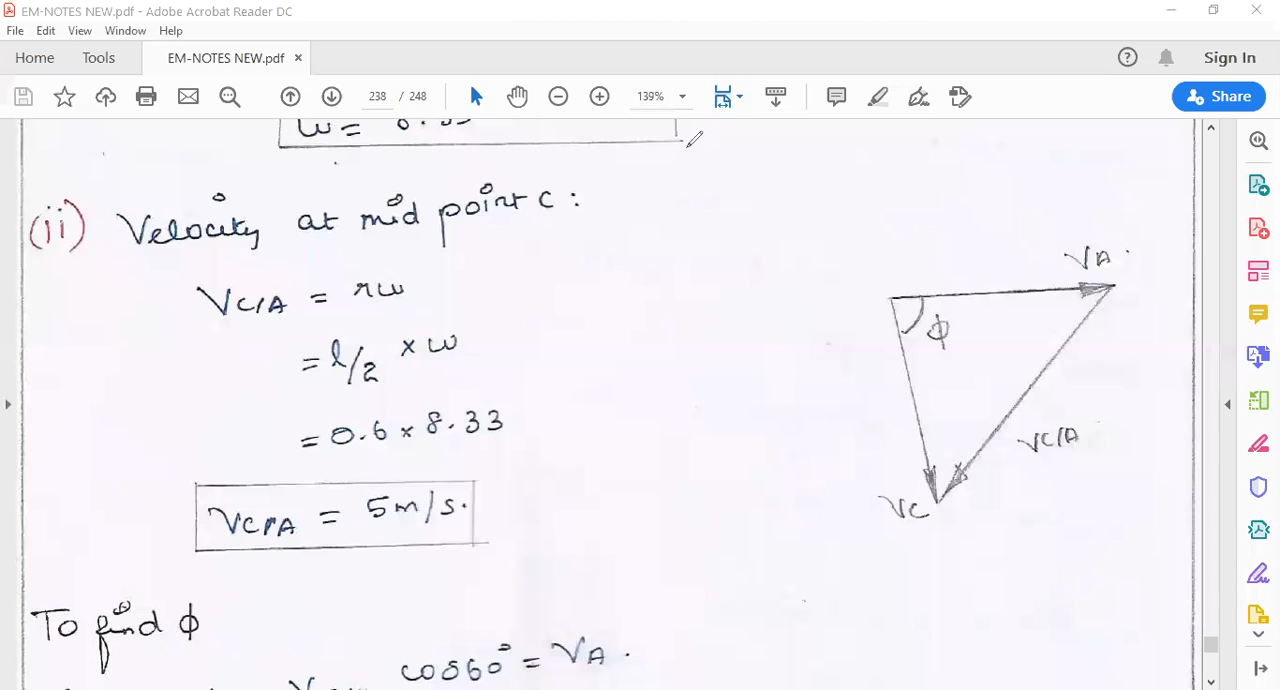 EM-NOTES NEW.pdf - Adobe Acrobat Reader DC
File Edit View Window Help
Home Tools EM-NOTES NEW.pdf × Sign In
238 / 248 139% Share
ω =
(ii) Velocity at mid point C :
VC/A = rω
= l/2 × ω
= 0.6 × 8.33
VC/A = 5m/s.
VA
ϕ
VC/A
VC
To find ϕ
cos60° = VA.